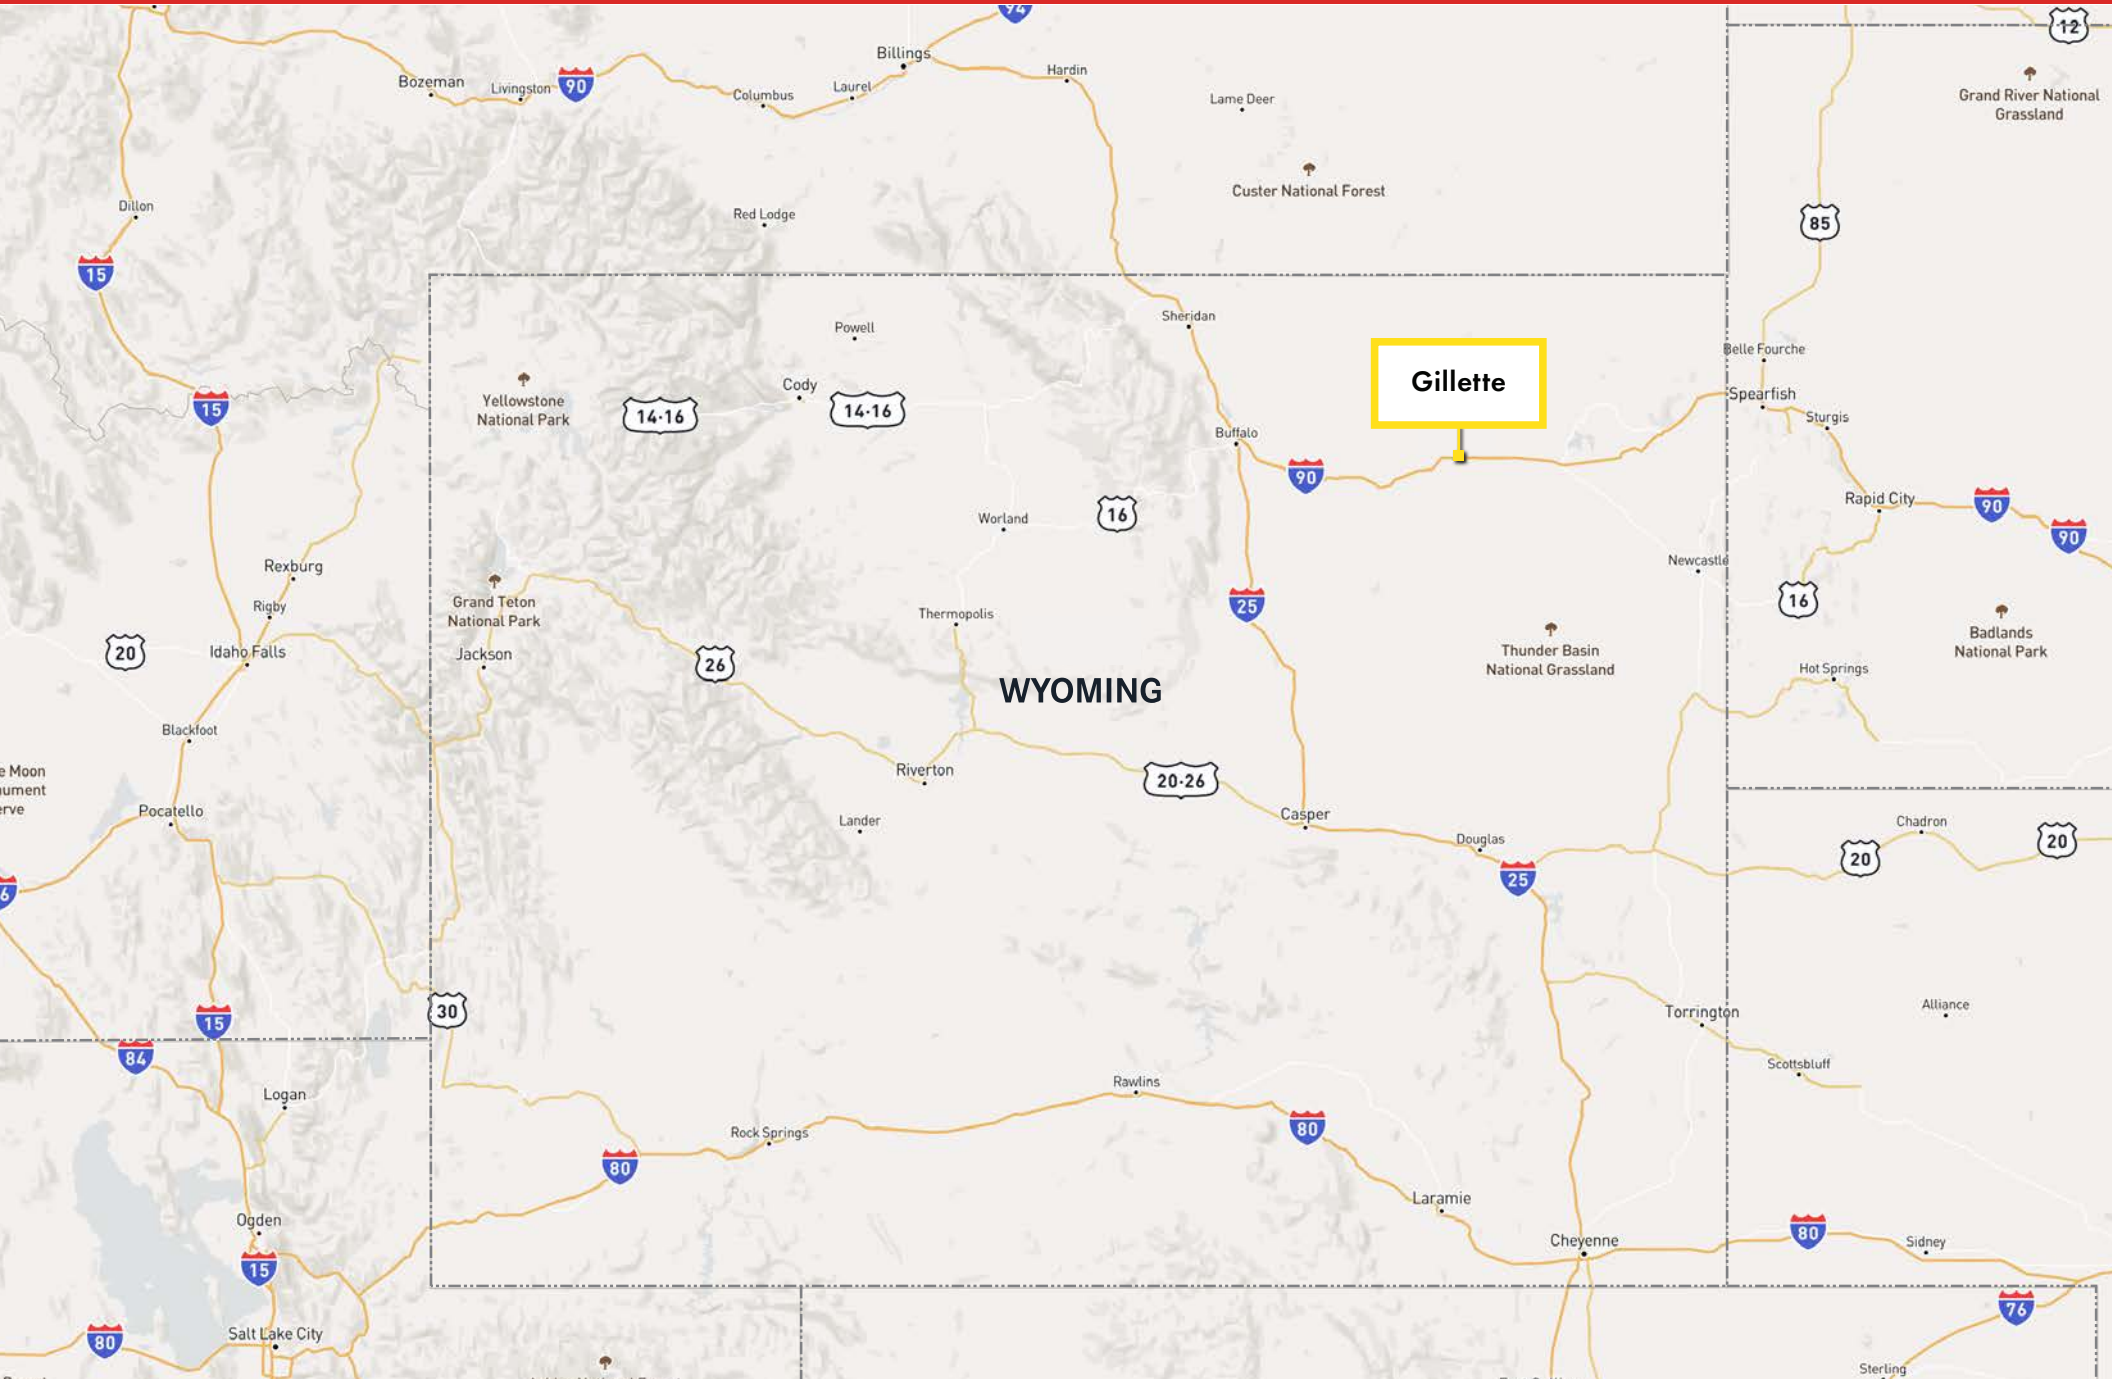 94
12
Billings
Hardin
Bozeman
Livingston
90
Columbus
Laurel
Lame Deer
Grand River National
Grassland
Custer National Forest
Dillon
Red Lodge
85
15
Sheridan
Powell
Belle Fourche
Gillette
Cody
Yellowstone
National Park
14·16
14·16
15
Spearfish
Sturgis
Buffalo
90
Rapid City
90
90
Worland
16
Newcastle
Rexburg
Rigby
Grand Teton
National Park
Thermopolis
25
16
Badlands
National Park
Thunder Basin
National Grassland
20
Idaho Falls
Jackson
26
Hot Springs
WYOMING
Blackfoot
e Moon
ument
erve
Riverton
20·26
Pocatello
Lander
Casper
Douglas
Chadron
20
20
25
6
30
15
84
Torrington
Alliance
Scottsbluff
Logan
Rawlins
Rock Springs
80
80
Laramie
Ogden
15
Cheyenne
80
Sidney
76
Salt Lake City
80
Sterling